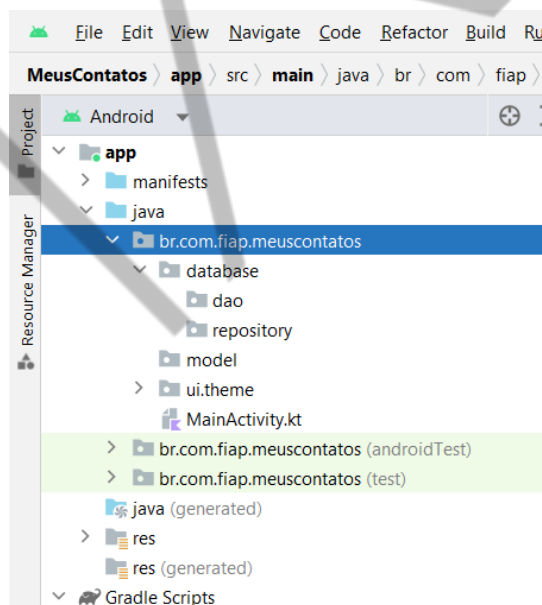 File Edit View Navigate Code Refactor Build Ru
MeusContatos app src main java br com fiap
Project
Android
app
manifests
java
br.com.fiap.meuscontatos
database
dao
repository
model
ui.theme
MainActivity.kt
br.com.fiap.meuscontatos (androidTest)
br.com.fiap.meuscontatos (test)
java (generated)
res
res (generated)
Gradle Scripts
Resource Manager